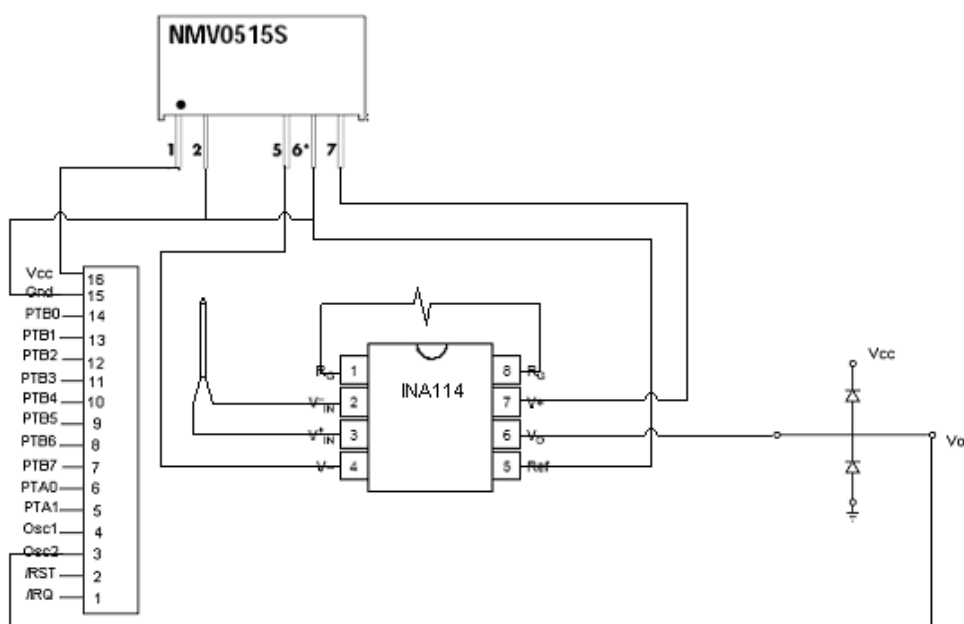 NMV0515S
1 2 5 6* 7
Vcc 16
Gnd 15
PTB0 14
PTB1 13
PTB2 12
PTB3 11
PTB4 10
PTB5 9
PTB6 8
PTB7 7
PTA0 6
PTA1 5
Osc1 4
Osc2 3
/RST 2
/IRQ 1
INA114
RG 1 8 RG
V-IN 2 7 V+
V+IN 3 6 VO
V- 4 5 Ref
Vcc
Vo